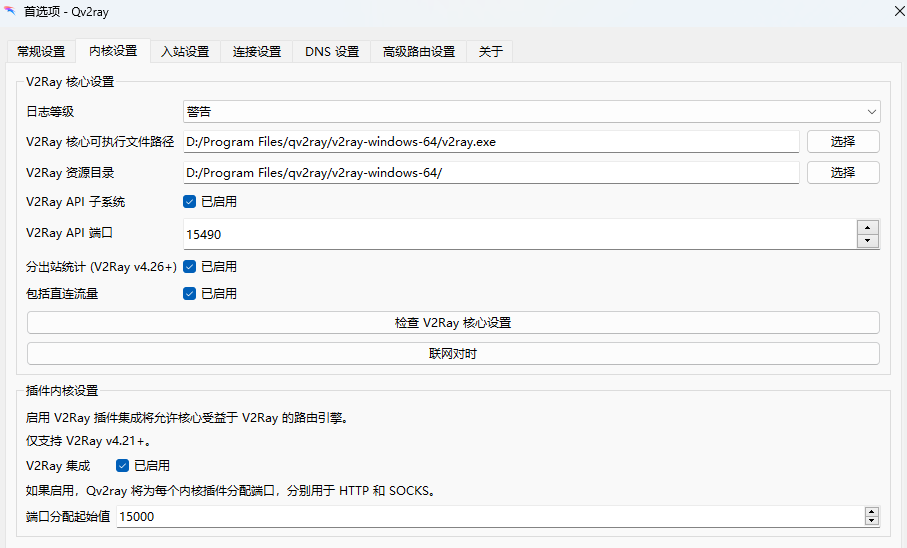 首选项 - Qv2ray
常规设置 内核设置 入站设置 连接设置 DNS 设置 高级路由设置 关于
V2Ray 核心设置
日志等级 警告
V2Ray 核心可执行文件路径 D:/Program Files/qv2ray/v2ray-windows-64/v2ray.exe 选择
V2Ray 资源目录 D:/Program Files/qv2ray/v2ray-windows-64/ 选择
V2Ray API 子系统 已启用
V2Ray API 端口 15490
分出站统计 (V2Ray v4.26+) 已启用
包括直连流量 已启用
检查 V2Ray 核心设置
联网对时
插件内核设置
启用 V2Ray 插件集成将允许核心受益于 V2Ray 的路由引擎。
仅支持 V2Ray v4.21+。
V2Ray 集成 已启用
如果启用，Qv2ray 将为每个内核插件分配端口，分别用于 HTTP 和 SOCKS。
端口分配起始值 15000